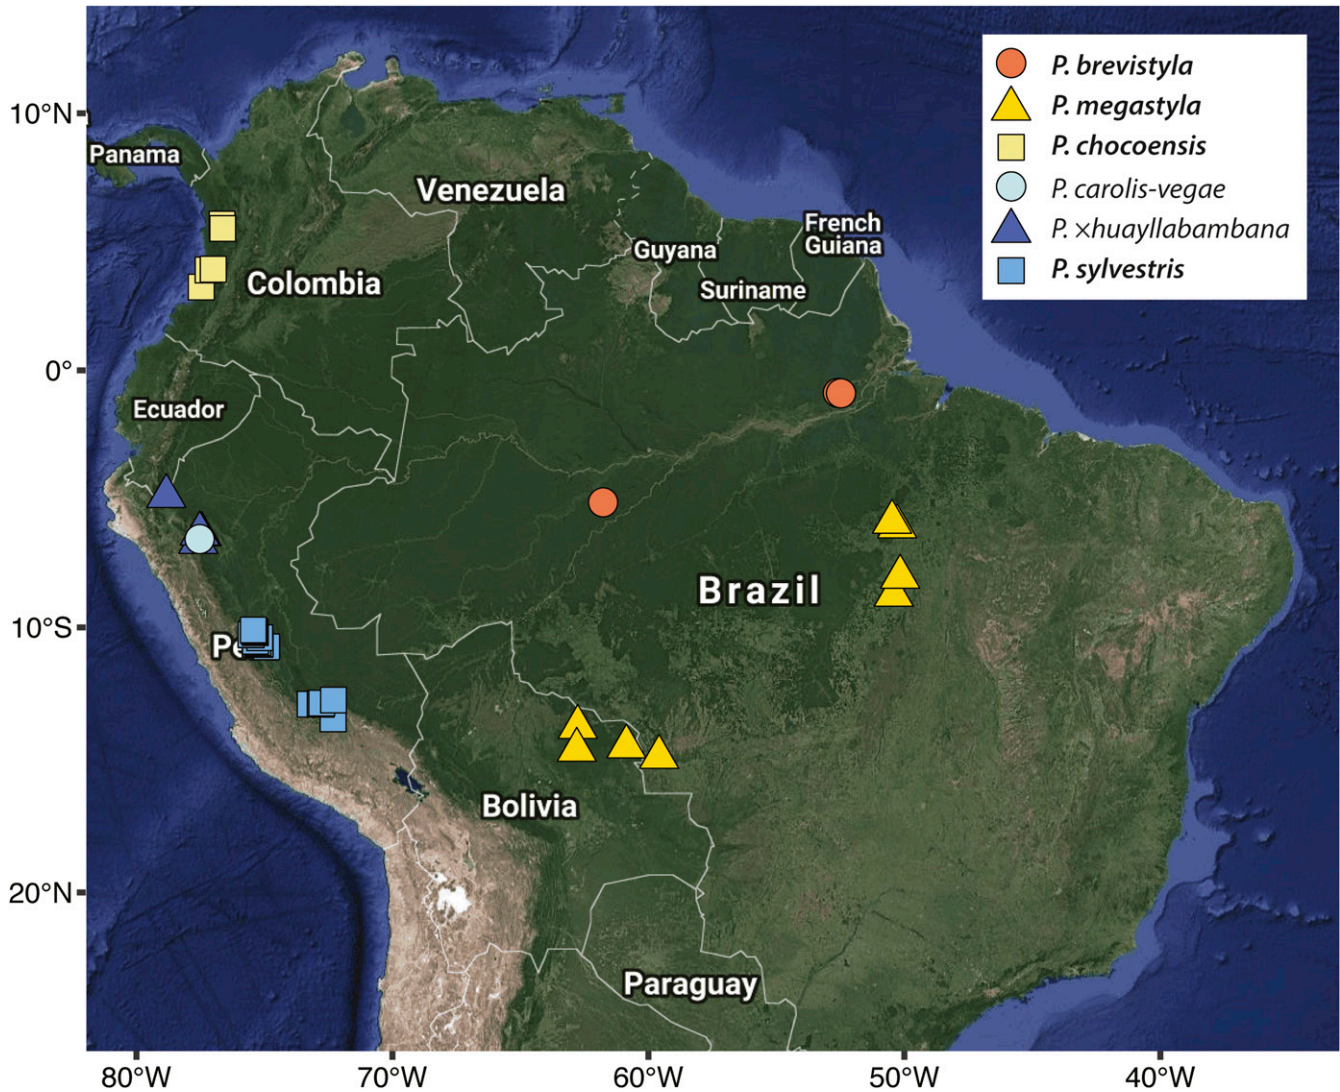 P. brevistyla
P. megastyla
P. chocoensis
P. carolis-vegae
P. ×huayllabambana
P. sylvestris
10°N
0°
10°S
20°N
80°W
70°W
60°W
50°W
40°W
Panama
Venezuela
Guyana
French
Guiana
Suriname
Colombia
Ecuador
Brazil
Pe
Bolivia
Paraguay